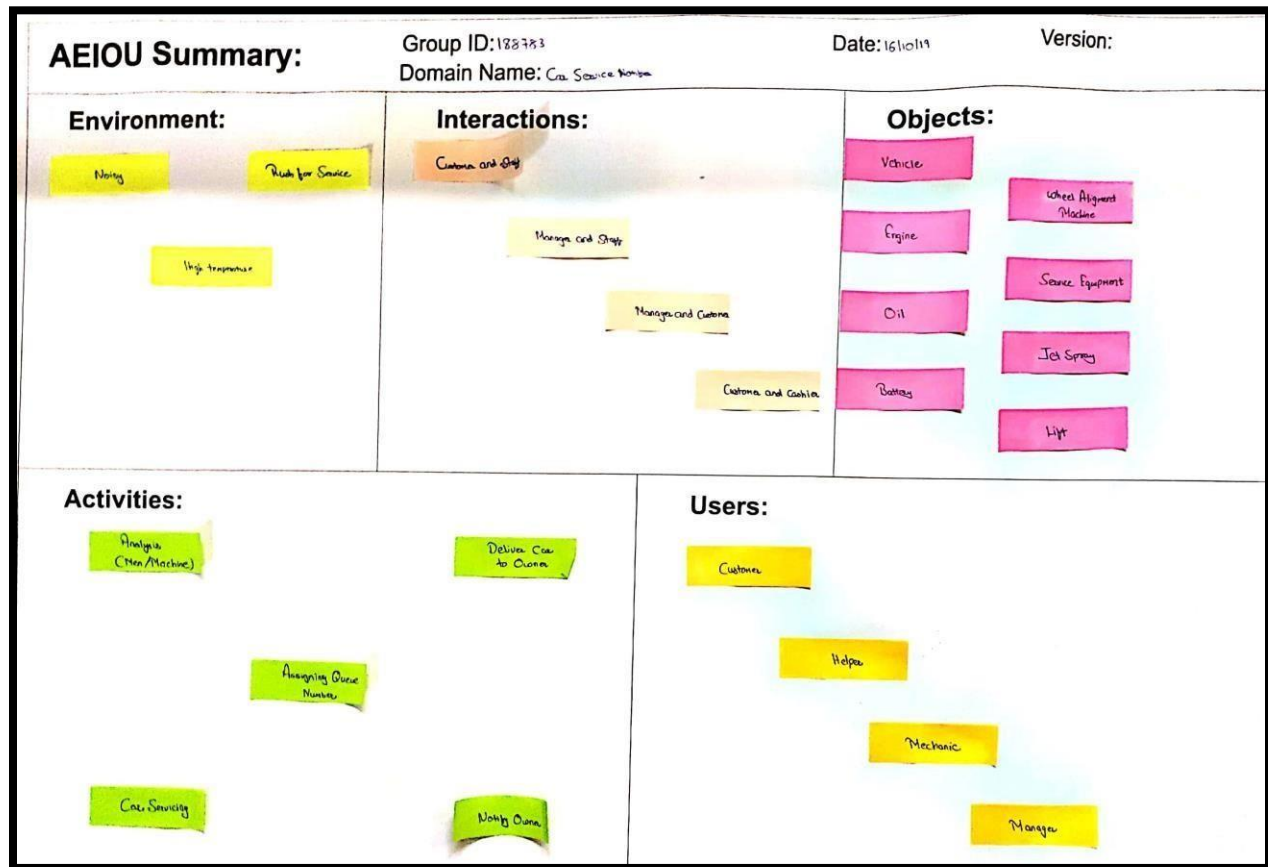 AEIOU Summary:
Group ID: 188783
Date: 16/10/19
Version:
Domain Name: Car Service
Environment:
Noisy
Rush for Service
High temperature
Interactions:
Customer and Staff
Manager and Staff
Manager and Customer
Customer and Cashier
Objects:
Vehicle
Wheel Aligment
Machine
Engine
Service Equipment
Oil
Jet Spray
Battery
Lift
Activities:
Analysis
(Men/Machine)
Deliver Car
to Owner
Assigning Queue
Number
Car Servicing
Notify Owner
Users:
Customer
Helper
Mechanic
Manager